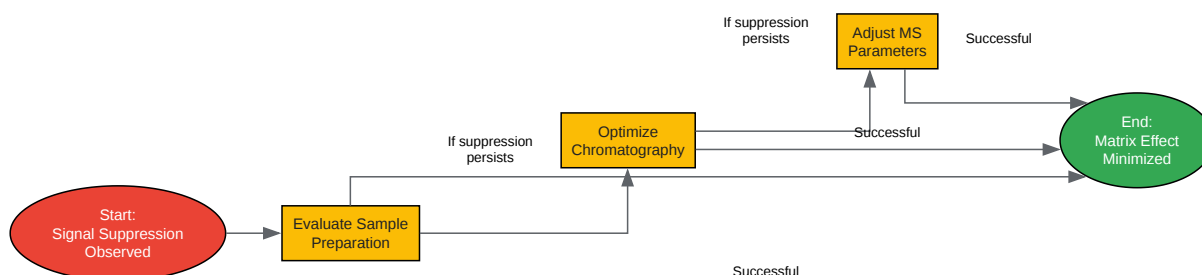 Start:
Signal Suppression
Observed
Evaluate Sample
Preparation
If suppression
persists
Optimize
Chromatography
If suppression
persists
Adjust MS
Parameters
Successful
Successful
Successful
End:
Matrix Effect
Minimized